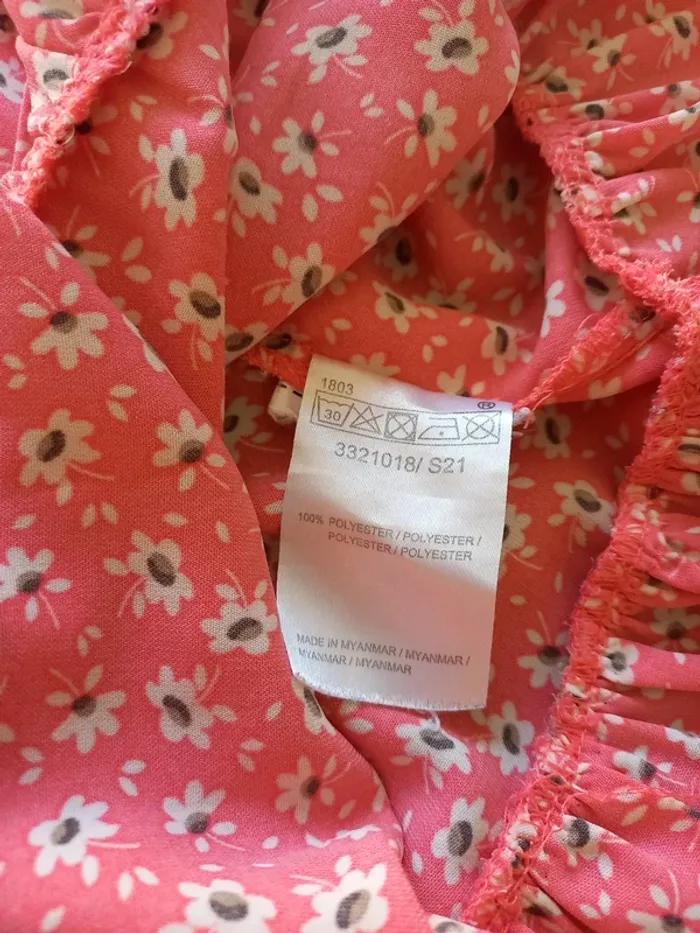 1803
30
®
3321018/ S21
100% POLYESTER / POLYESTER /
POLYESTER / POLYESTER
MADE IN MYANMAR / MYANMAR /
MYANMAR / MYANMAR